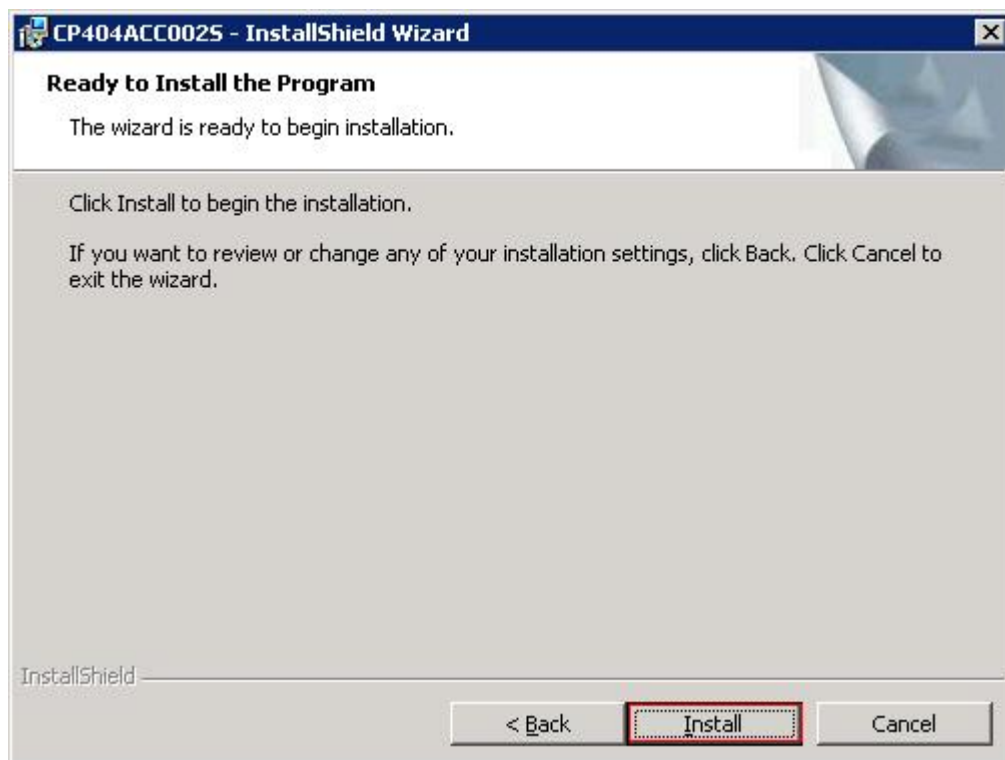 CP404ACC002S - InstallShield Wizard
Ready to Install the Program
The wizard is ready to begin installation.
Click Install to begin the installation.
If you want to review or change any of your installation settings, click Back. Click Cancel to
exit the wizard.
InstallShield
< Back
Install
Cancel